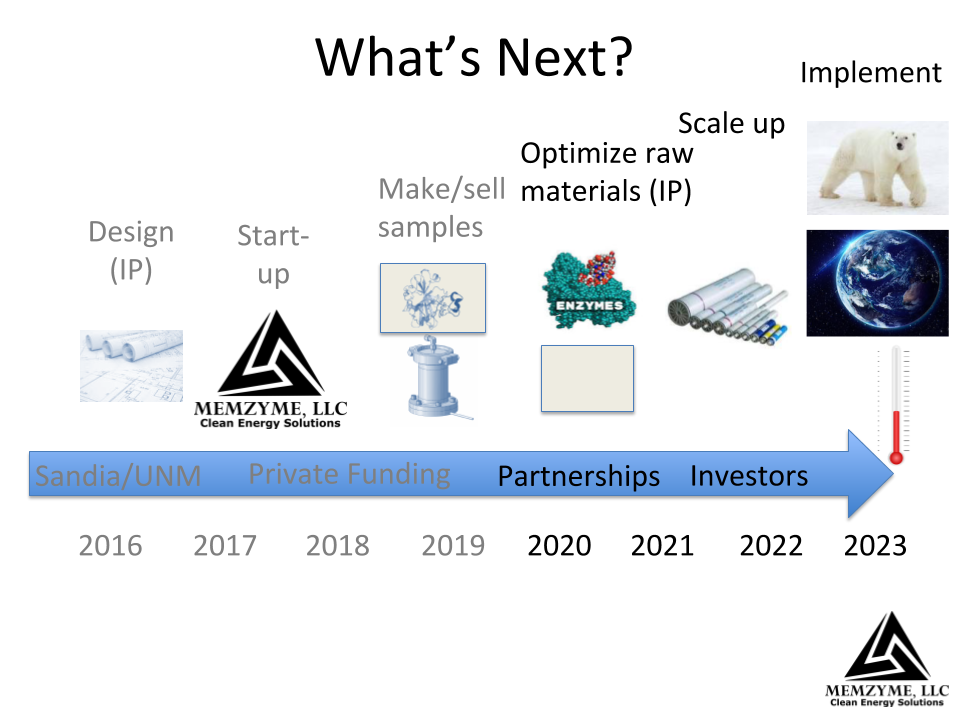 What’s Next?
Implement
Scale up
Optimize raw
materials (IP)
Make/sell
samples
Design
(IP)
Start-
up
ENZYMES
MEMZYME, LLC
Clean Energy Solutions
Sandia/UNM
Private Funding
Partnerships
Investors
2016 2017 2018 2019 2020 2021 2022 2023
MEMZYME, LLC
Clean Energy Solutions